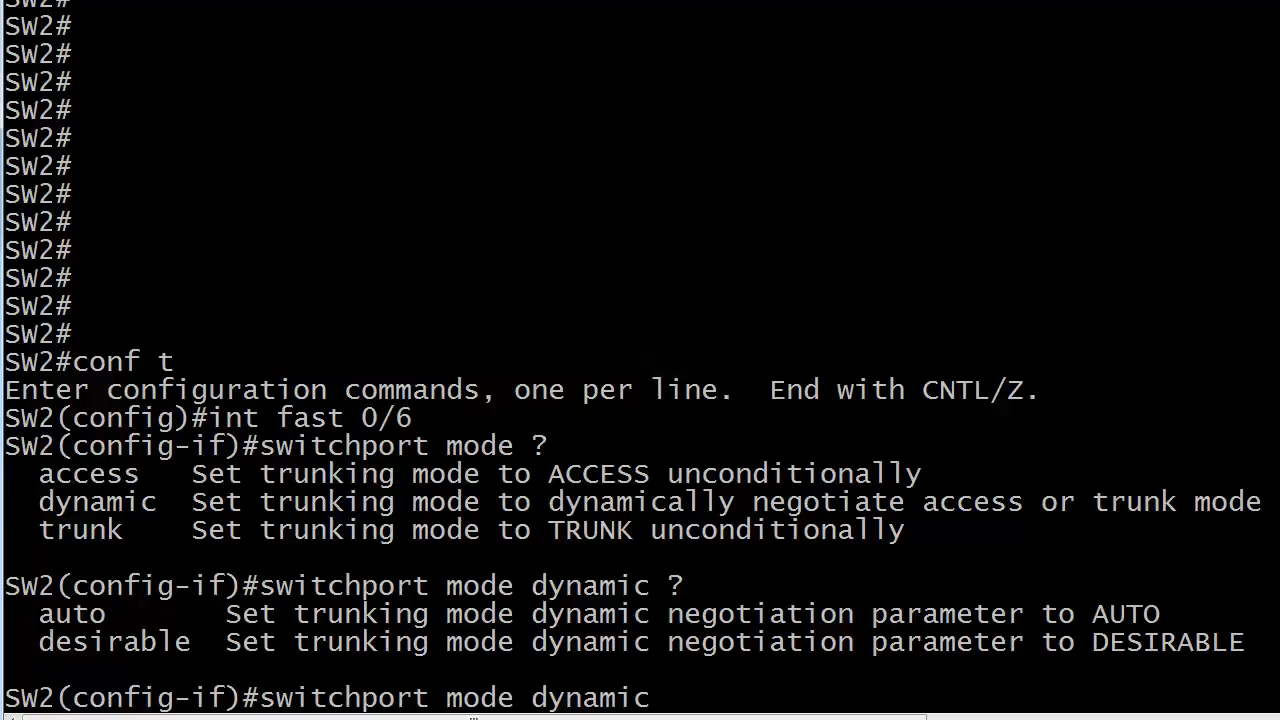 SW2#
SW2#
SW2#
SW2#
SW2#
SW2#
SW2#
SW2#
SW2#
SW2#
SW2#
SW2#
SW2#
SW2#conf t
Enter configuration commands, one per line.  End with CNTL/Z.
SW2(config)#int fast 0/6
SW2(config-if)#switchport mode ?
  access   Set trunking mode to ACCESS unconditionally
  dynamic  Set trunking mode to dynamically negotiate access or trunk mode
  trunk    Set trunking mode to TRUNK unconditionally
SW2(config-if)#switchport mode dynamic ?
  auto       Set trunking mode dynamic negotiation parameter to AUTO
  desirable  Set trunking mode dynamic negotiation parameter to DESIRABLE
SW2(config-if)#switchport mode dynamic